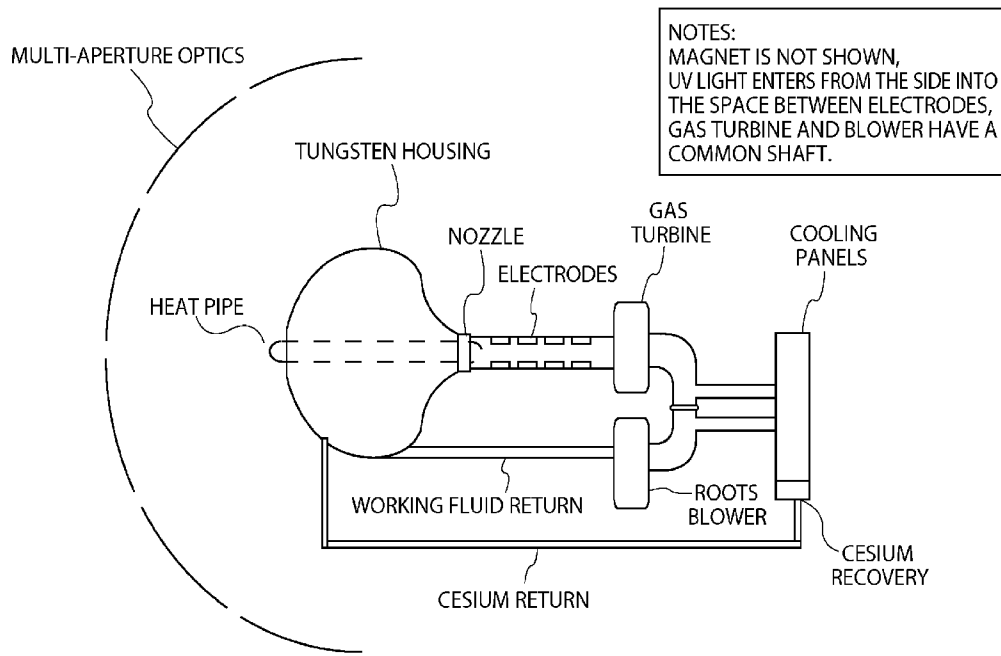 NOTES:
MAGNET IS NOT SHOWN,
UV LIGHT ENTERS FROM THE SIDE INTO
THE SPACE BETWEEN ELECTRODES,
GAS TURBINE AND BLOWER HAVE A
COMMON SHAFT.
MULTI-APERTURE OPTICS
TUNGSTEN HOUSING
NOZZLE
ELECTRODES
GAS
TURBINE
COOLING
PANELS
HEAT PIPE
WORKING FLUID RETURN
ROOTS
BLOWER
CESIUM RETURN
CESIUM
RECOVERY